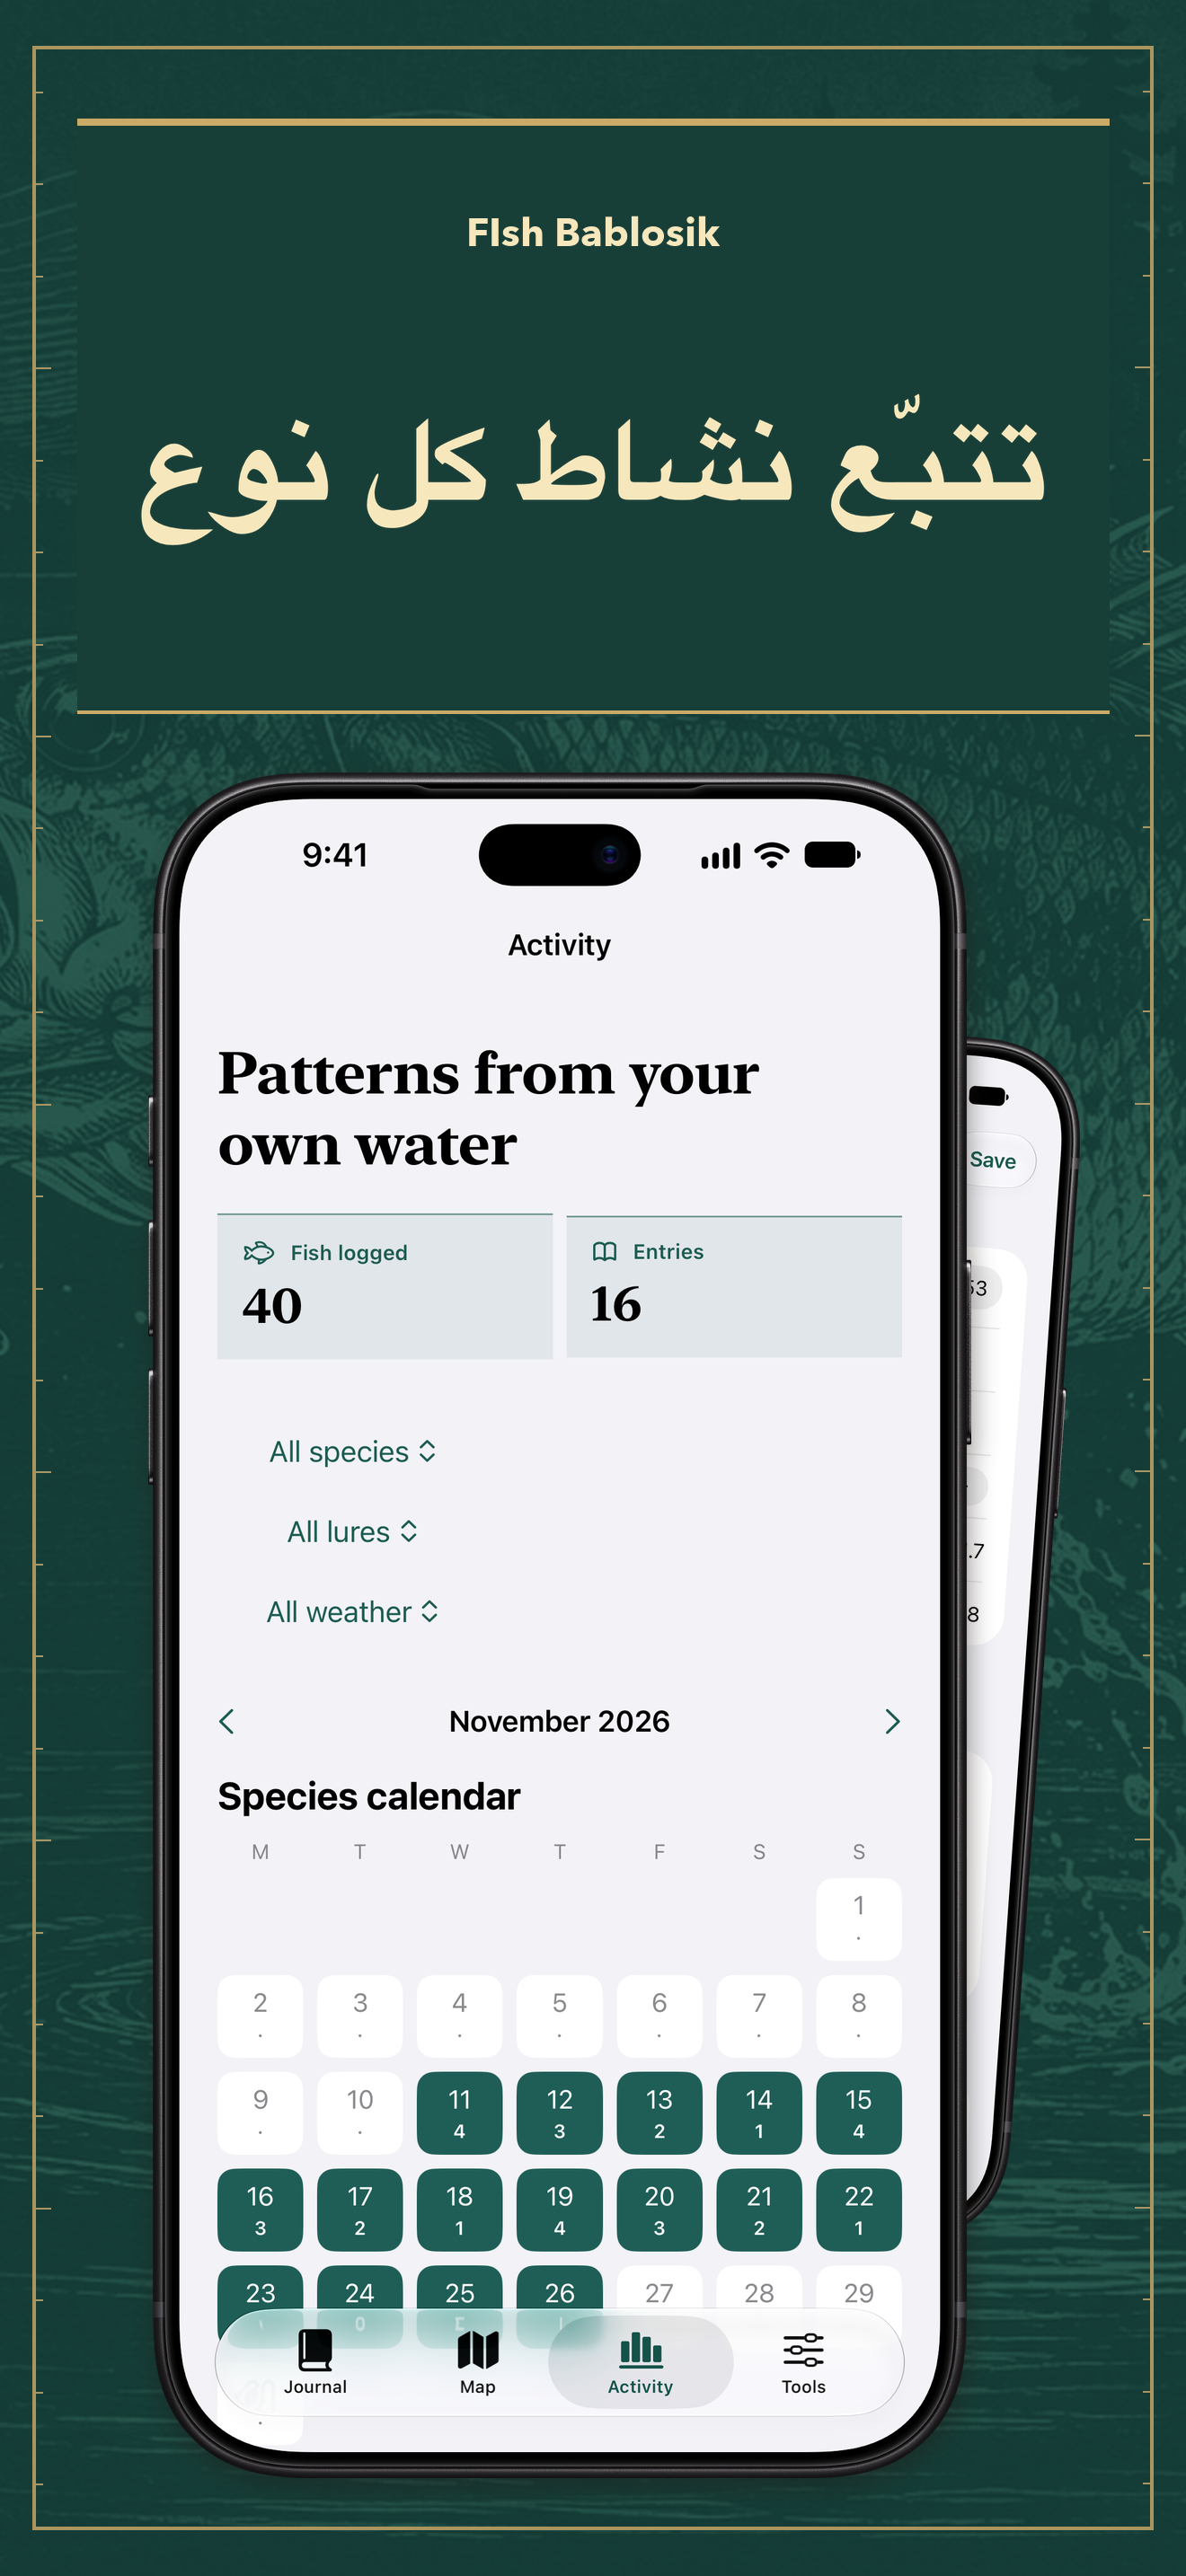 FIsh Bablosik
تتبّع نشاط كل نوع
9:41
Activity
Patterns from your
own water
Fish logged
40
Entries
16
All species
All lures
All weather
November 2026
Species calendar
M T W T F S S
1
2 3 4 5 6 7 8
9 10 11 12 13 14 15
4 3 2 1 4
16 17 18 19 20 21 22
3 2 1 4 3 2 1
23 24 25 26 27 28 29
Journal Map Activity Tools
Save
53
.7
8